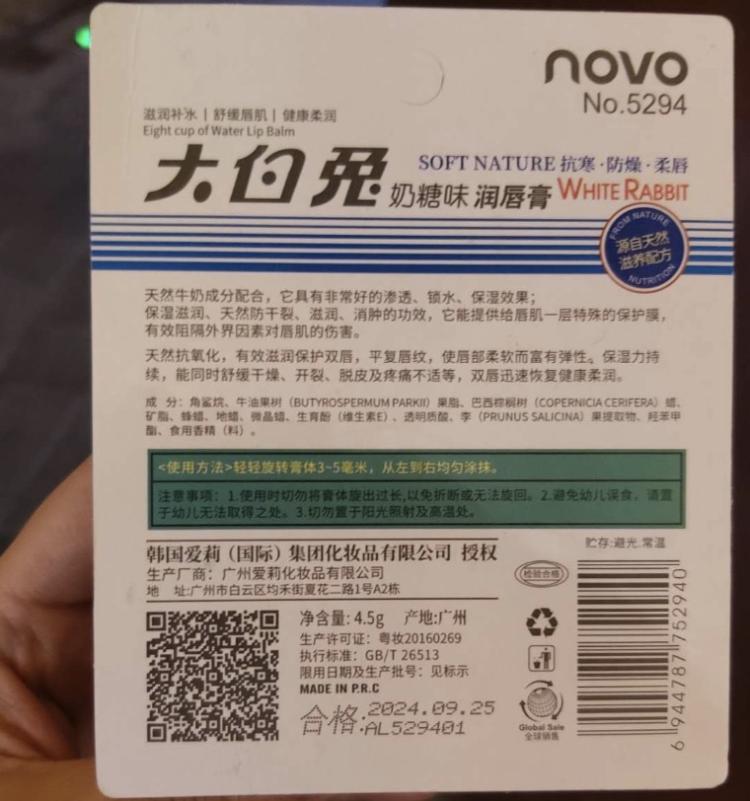 novo
No.5294
滋润补水 | 舒缓唇肌 | 健康柔润
Eight cup of Water Lip Balm
大白兔 奶糖味 润唇膏
SOFT NATURE 抗寒·防燥·柔唇
WHITE RABBIT
FROM NATURE
源自天然
滋养配方
NUTRITION
天然牛奶成分配合，它具有非常好的渗透、锁水、保湿效果；
保湿滋润、天然防干裂、滋润、消肿的功效，它能提供给唇肌一层特殊的保护膜，
有效阻隔外界因素对唇肌的伤害。
天然抗氧化，有效滋润保护双唇，平复唇纹，使唇部柔软而富有弹性。保湿力持
续，能同时舒缓干燥、开裂、脱皮及疼痛不适等，双唇迅速恢复健康柔润。
成 分：角鲨烷、牛油果树（BUTYROSPERMUM PARKII）果脂、巴西棕榈树（COPERNICIA CERIFERA）蜡、
矿脂、蜂蜡、地蜡、微晶蜡、生育酚（维生素E）、透明质酸、李（PRUNUS SALICINA）果提取物、羟苯甲
酯、食用香精（料）。
<使用方法>轻轻旋转膏体3~5毫米，从左到右均匀涂抹。
注意事项：1.使用时切勿将膏体旋出过长,以免折断或无法旋回。2.避免幼儿误食，请置
于幼儿无法取得之处。3.切勿置于阳光照射及高温处。
韩国爱莉（国际）集团化妆品有限公司 授权
生产厂商：广州爱莉化妆品有限公司
地 址:广州市白云区均禾街夏花二路1号A2栋
贮存:避光.常温
检验合格
净含量: 4.5g 产地:广州
生产许可证：粤妆20160269
执行标准：GB/T 26513
限用日期及生产批号：见标示
MADE IN P.R.C
合格:2024.09.25
AL529401
Global Sale
全球销售
6 944787 752940